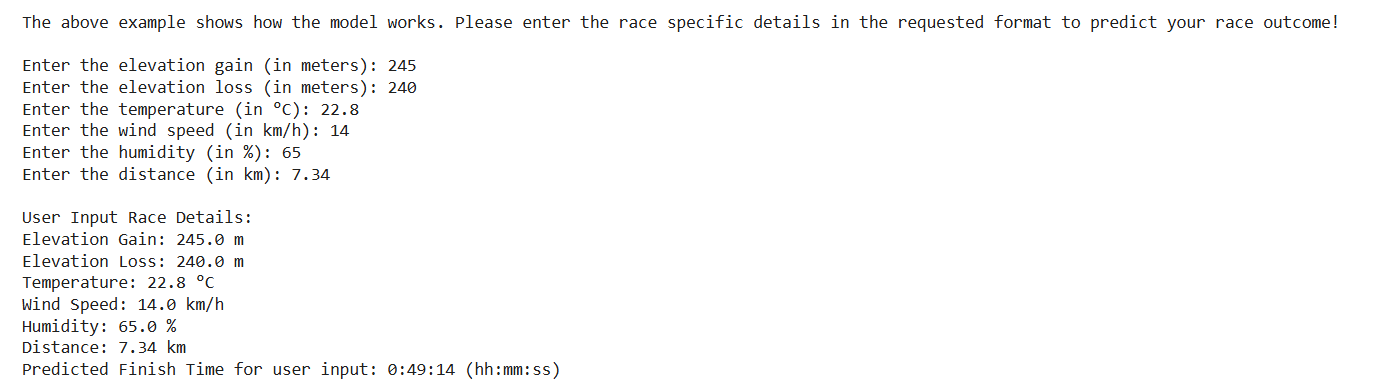 The above example shows how the model works. Please enter the race specific details in the requested format to predict your race outcome!
Enter the elevation gain (in meters): 245
Enter the elevation loss (in meters): 240
Enter the temperature (in °C): 22.8
Enter the wind speed (in km/h): 14
Enter the humidity (in %): 65
Enter the distance (in km): 7.34
User Input Race Details:
Elevation Gain: 245.0 m
Elevation Loss: 240.0 m
Temperature: 22.8 °C
Wind Speed: 14.0 km/h
Humidity: 65.0 %
Distance: 7.34 km
Predicted Finish Time for user input: 0:49:14 (hh:mm:ss)